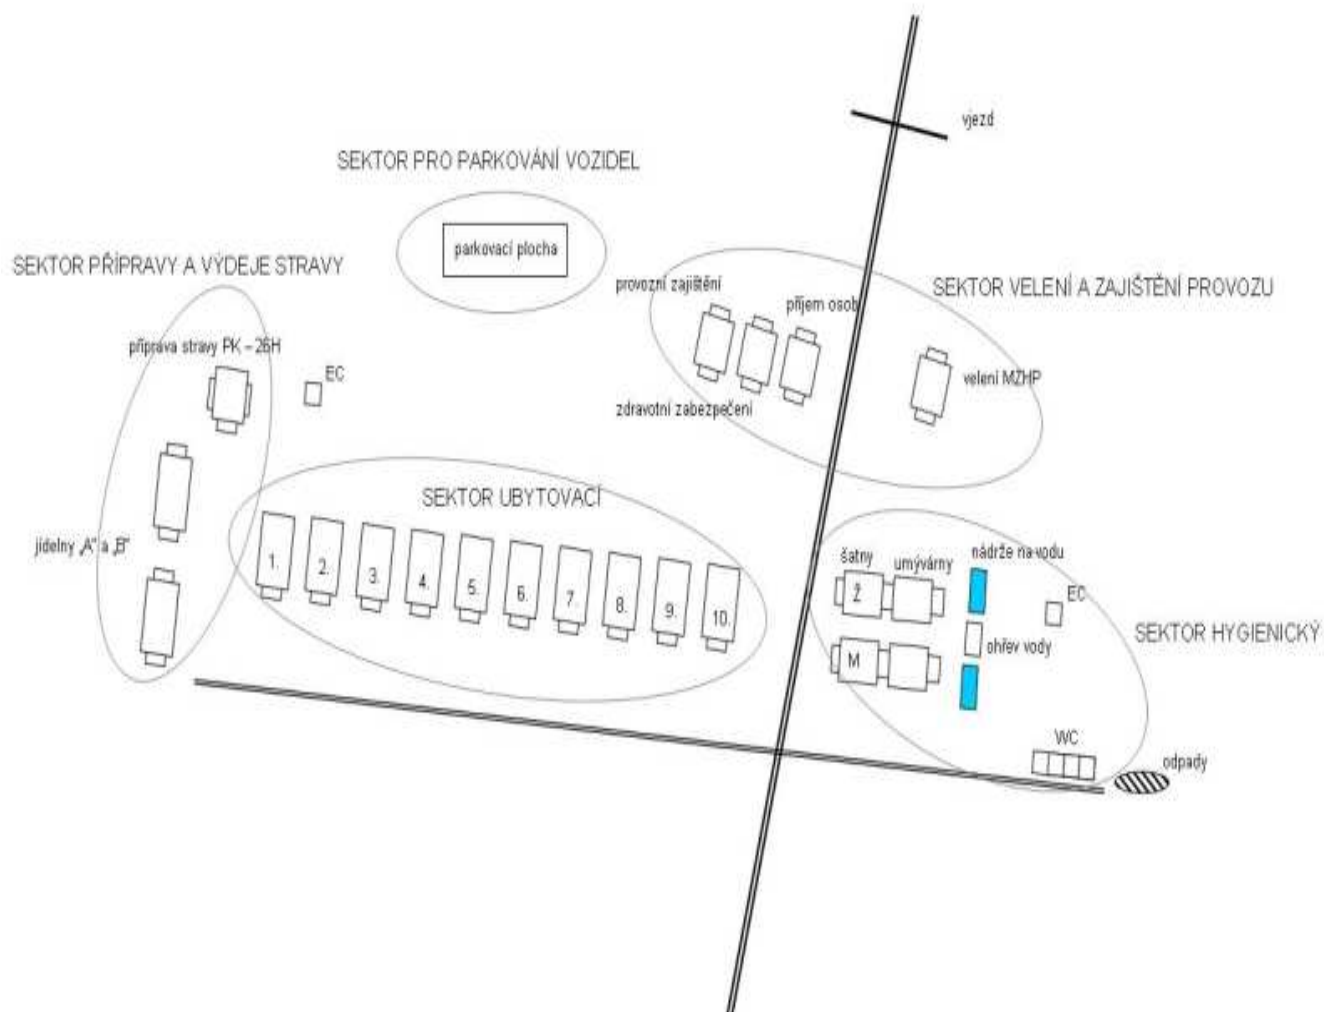 vjezd
SEKTOR PRO PARKOVÁNÍ VOZIDEL
parkovací plocha
SEKTOR PŘÍPRAVY A VÝDEJE STRAVY
příprava stravy PK – 26H
EC
jídelny „A“ a „B“
provozní zajištění
příjem osob
zdravotní zabezpečení
SEKTOR VELENÍ A ZAJIŠTĚNÍ PROVOZU
velení MZHP
SEKTOR UBYTOVACÍ
1.
2.
3.
4.
5.
6.
7.
8.
9.
10.
šatny
umývárny
nádrže na vodu
Ž
EC
ohřev vody
M
SEKTOR HYGIENICKÝ
WC
odpady